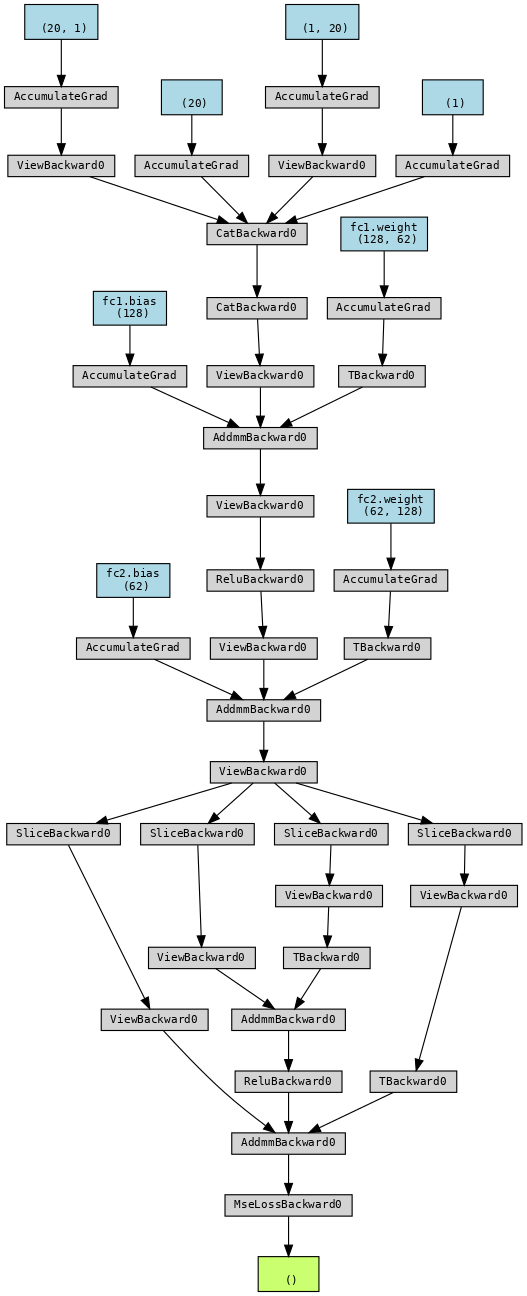 (20, 1)
(1, 20)
AccumulateGrad
(20)
AccumulateGrad
(1)
ViewBackward0
AccumulateGrad
ViewBackward0
AccumulateGrad
CatBackward0
fc1.weight
(128, 62)
fc1.bias
(128)
CatBackward0
AccumulateGrad
AccumulateGrad
ViewBackward0
TBackward0
AddmmBackward0
ViewBackward0
fc2.weight
(62, 128)
fc2.bias
(62)
ReluBackward0
AccumulateGrad
AccumulateGrad
ViewBackward0
TBackward0
AddmmBackward0
ViewBackward0
SliceBackward0
SliceBackward0
SliceBackward0
SliceBackward0
ViewBackward0
ViewBackward0
ViewBackward0
TBackward0
ViewBackward0
AddmmBackward0
ReluBackward0
TBackward0
AddmmBackward0
MseLossBackward0
()